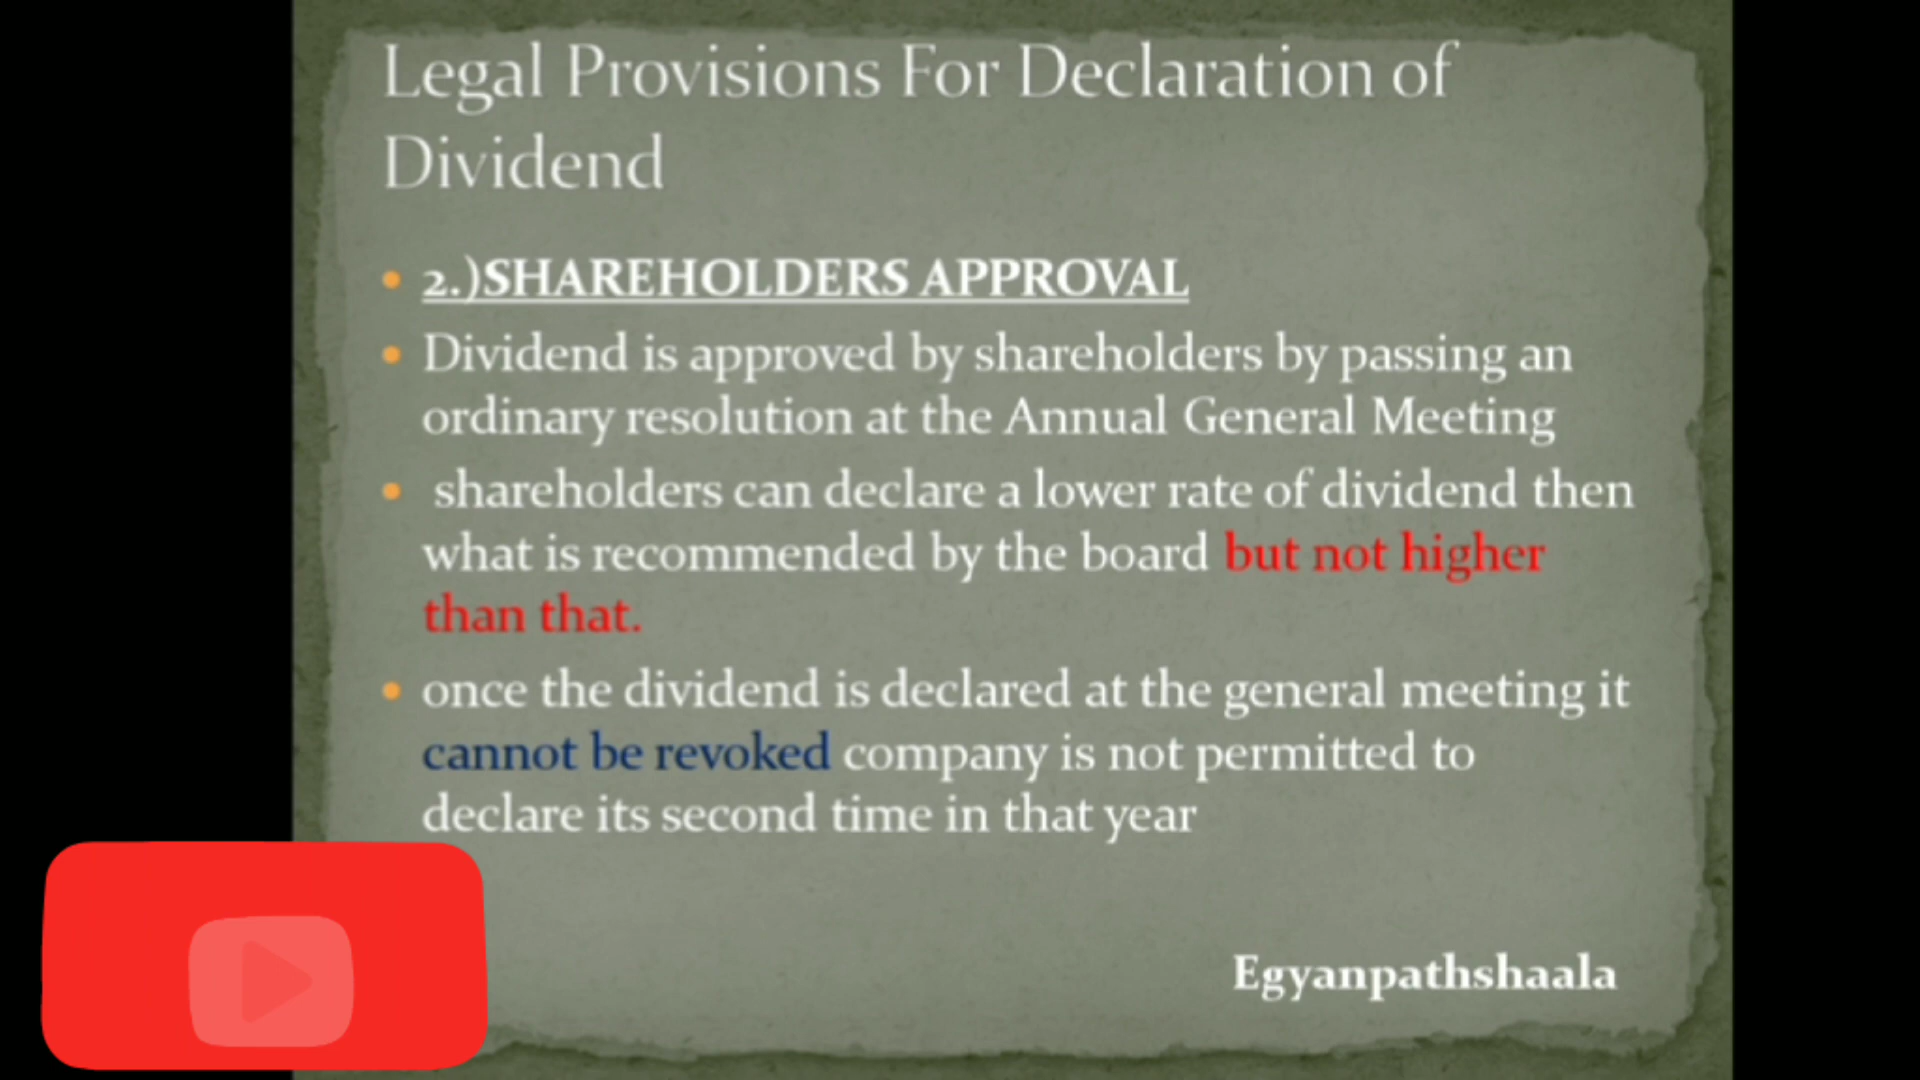 Legal Provisions For Declaration of
Dividend
2.)SHAREHOLDERS APPROVAL
Dividend is approved by shareholders by passing an
ordinary resolution at the Annual General Meeting
shareholders can declare a lower rate of dividend then
what is recommended by the board but not higher
than that.
once the dividend is declared at the general meeting it
cannot be revoked company is not permitted to
declare its second time in that year
Egyanpathshaala